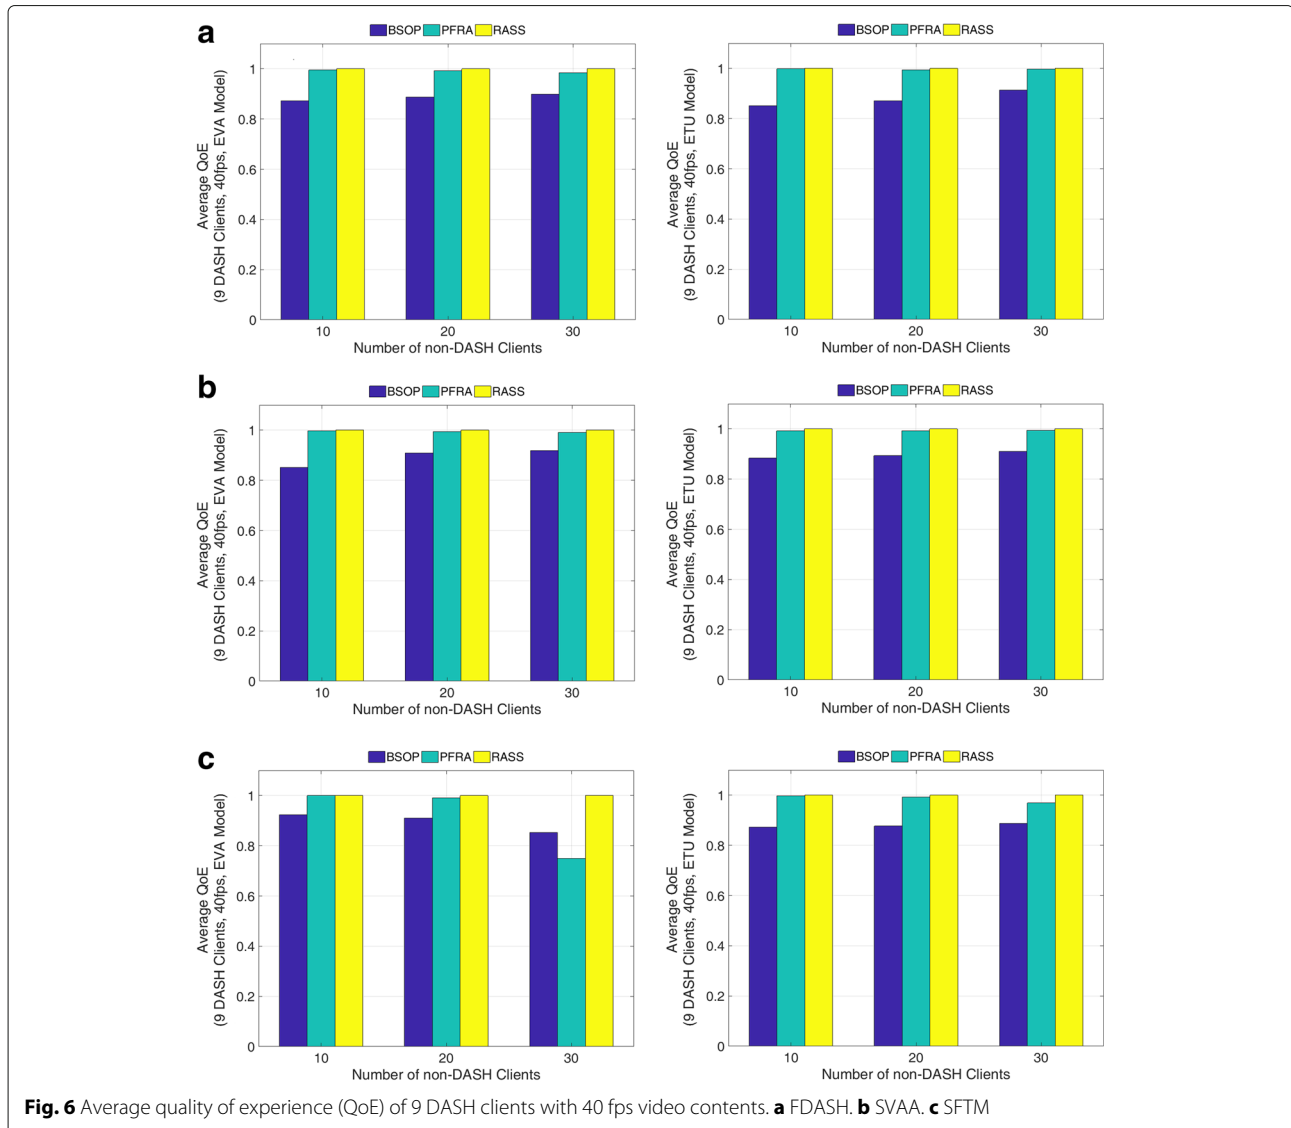 a
BSOP PFRA RASS
Average QoE
(9 DASH Clients, 40fps, EVA Model)
1
0.8
0.6
0.4
0.2
0
10 20 30
Number of non-DASH Clients
BSOP PFRA RASS
Average QoE
(9 DASH Clients, 40fps, ETU Model)
1
0.8
0.6
0.4
0.2
0
10 20 30
Number of non-DASH Clients
b
BSOP PFRA RASS
Average QoE
(9 DASH Clients, 40fps, EVA Model)
1
0.8
0.6
0.4
0.2
0
10 20 30
Number of non-DASH Clients
BSOP PFRA RASS
Average QoE
(9 DASH Clients, 40fps, ETU Model)
1
0.8
0.6
0.4
0.2
0
10 20 30
Number of non-DASH Clients
c
BSOP PFRA RASS
Average QoE
(9 DASH Clients, 40fps, EVA Model)
1
0.8
0.6
0.4
0.2
0
10 20 30
Number of non-DASH Clients
BSOP PFRA RASS
Average QoE
(9 DASH Clients, 40fps, ETU Model)
1
0.8
0.6
0.4
0.2
0
10 20 30
Number of non-DASH Clients
Fig. 6 Average quality of experience (QoE) of 9 DASH clients with 40 fps video contents. a FDASH. b SVAA. c SFTM